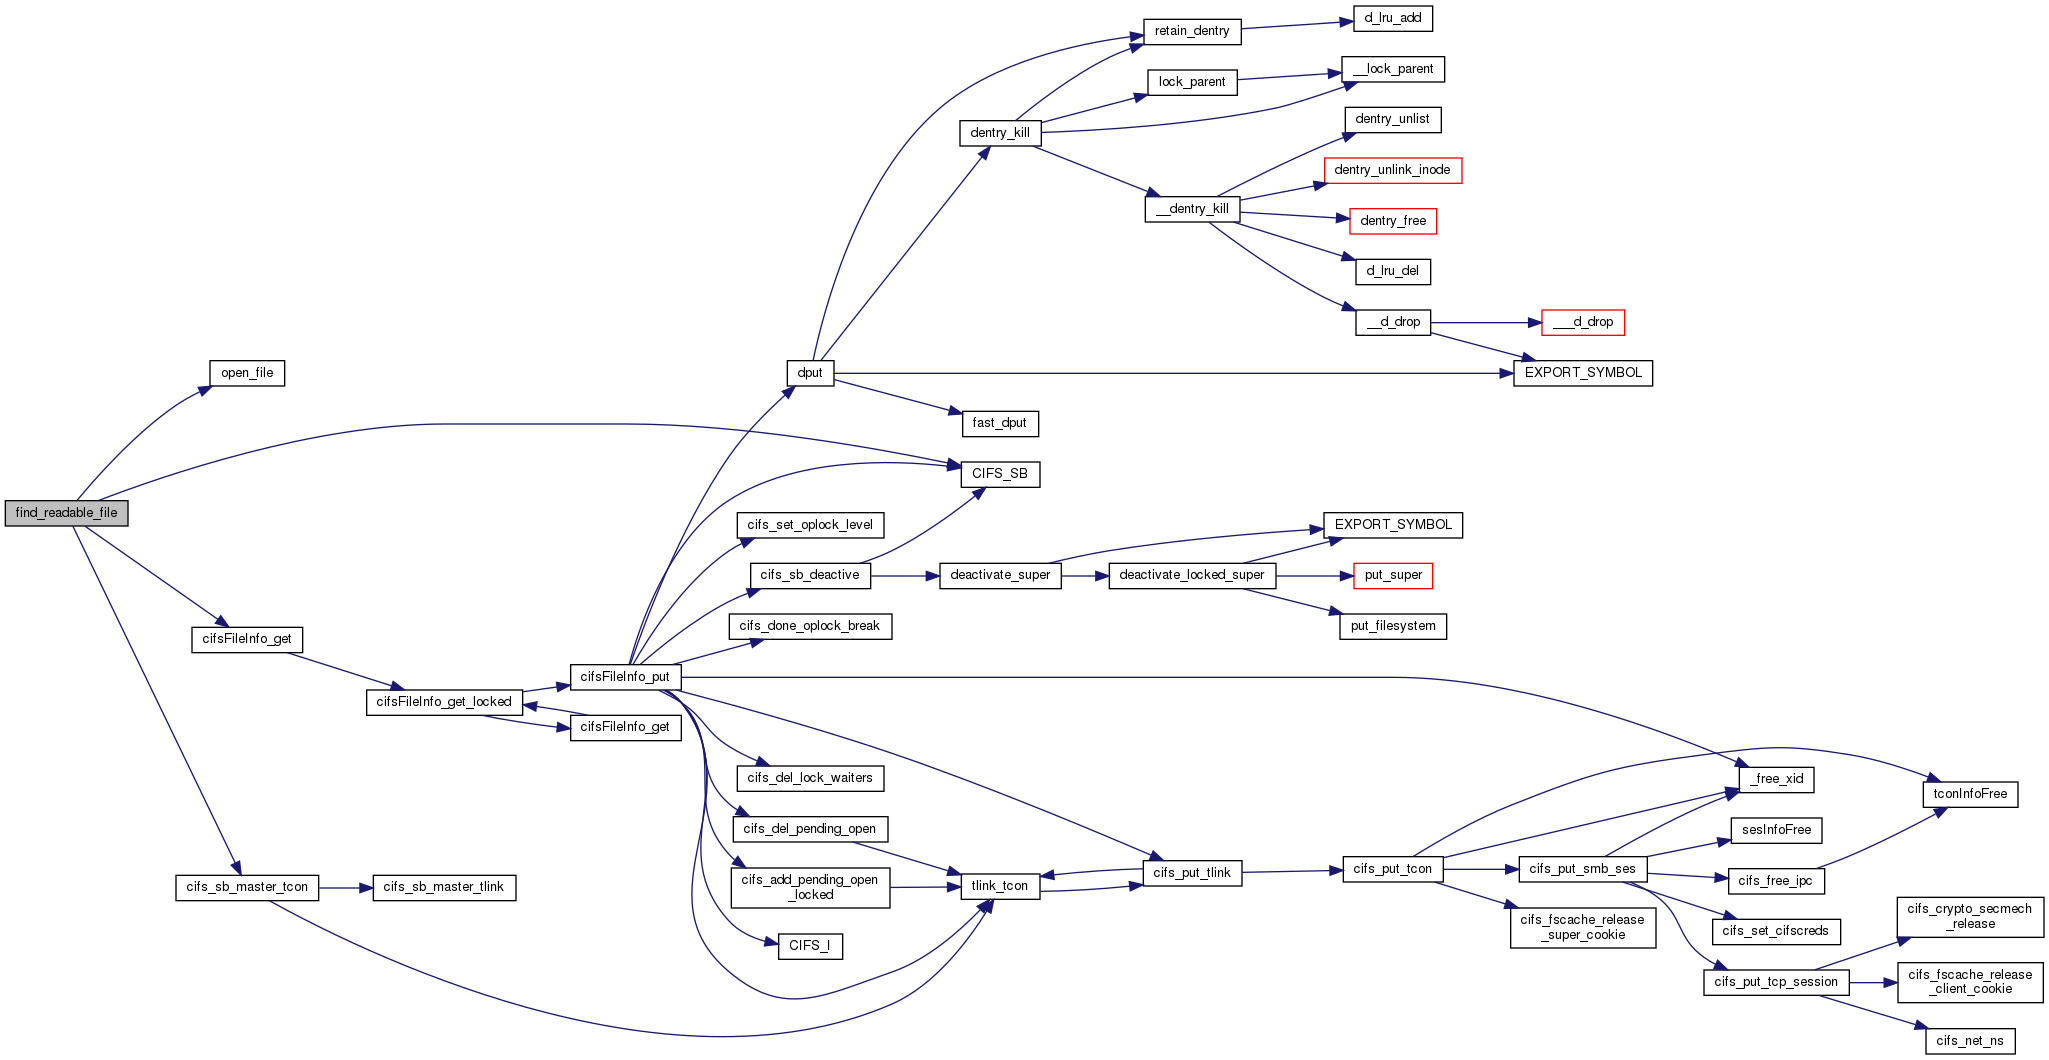 d_lru_add
retain_dentry
__lock_parent
lock_parent
dentry_unlist
dentry_kill
dentry_unlink_inode
__dentry_kill
dentry_free
d_lru_del
__d_drop
___d_drop
open_file
dput
EXPORT_SYMBOL
fast_dput
CIFS_SB
find_readable_file
cifs_set_oplock_level
EXPORT_SYMBOL
cifs_sb_deactive
deactivate_super
deactivate_locked_super
put_super
cifs_done_oplock_break
put_filesystem
cifsFileInfo_get
cifsFileInfo_put
cifsFileInfo_get_locked
cifsFileInfo_get
cifs_del_lock_waiters
_free_xid
tconInfoFree
cifs_del_pending_open
sesInfoFree
cifs_put_tlink
cifs_put_tcon
cifs_put_smb_ses
cifs_free_ipc
cifs_sb_master_tcon
cifs_sb_master_tlink
cifs_add_pending_open
_locked
tlink_tcon
cifs_fscache_release
_super_cookie
cifs_set_cifscreds
cifs_crypto_secmech
_release
CIFS_I
cifs_put_tcp_session
cifs_fscache_release
_client_cookie
cifs_net_ns